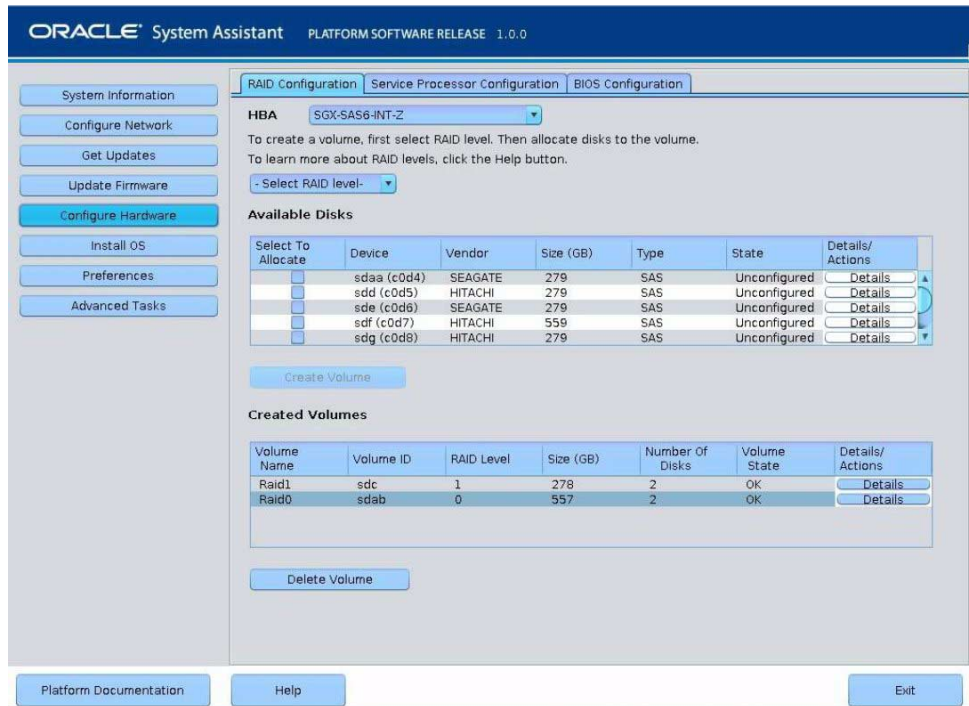 ORACLE System Assistant PLATFORM SOFTWARE RELEASE 1.0.0
System Information
Configure Network
Get Updates
Update Firmware
Configure Hardware
Install OS
Preferences
Advanced Tasks
RAID Configuration Service Processor Configuration BIOS Configuration
HBA SGX-SAS6-INT-Z
To create a volume, first select RAID level. Then allocate disks to the volume.
To learn more about RAID levels, click the Help button.
- Select RAID level-
Available Disks
Select To Allocate Device Vendor Size (GB) Type State Details/ Actions
sdaa (c0d4) SEAGATE 279 SAS Unconfigured Details
sdd (c0d5) HITACHI 279 SAS Unconfigured Details
sde (c0d6) SEAGATE 279 SAS Unconfigured Details
sdf (c0d7) HITACHI 559 SAS Unconfigured Details
sdg (c0d8) HITACHI 279 SAS Unconfigured Details
Create Volume
Created Volumes
Volume Name Volume ID RAID Level Size (GB) Number Of Disks Volume State Details/ Actions
Raid1 sdc 1 278 2 OK Details
Raid0 sdab 0 557 2 OK Details
Delete Volume
Platform Documentation Help Exit